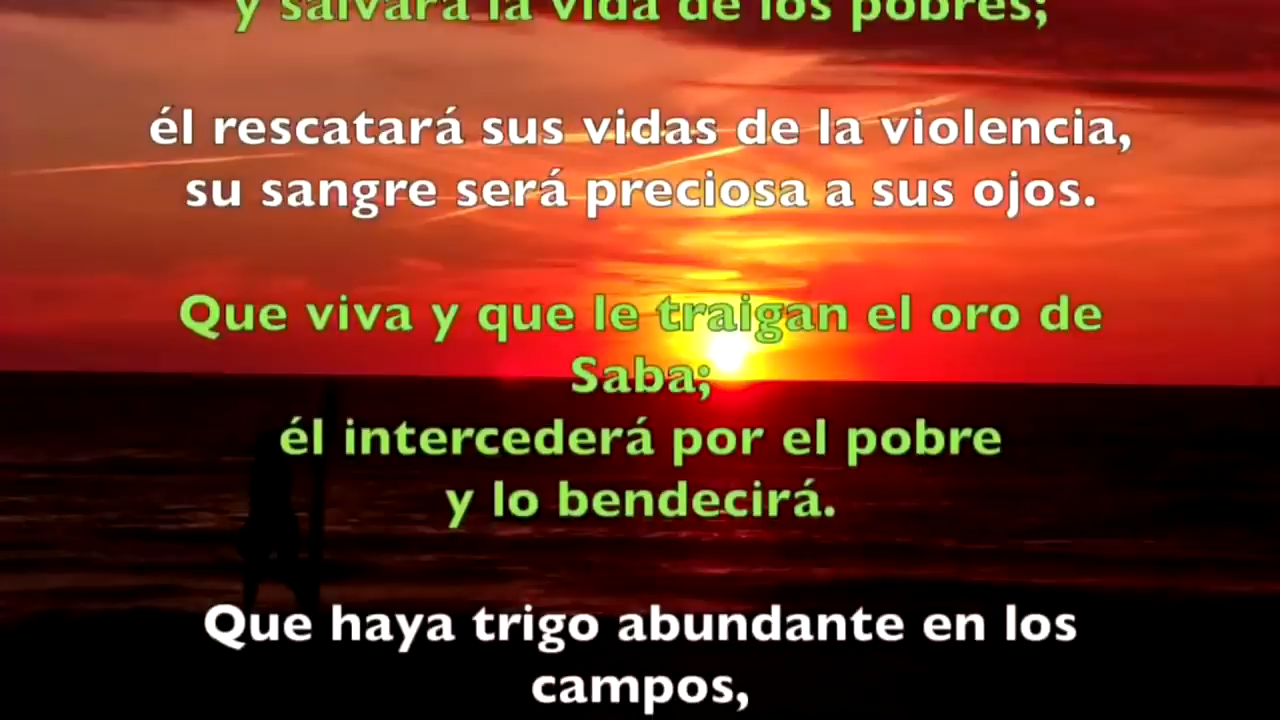 y salvará la vida de los pobres;
él rescatará sus vidas de la violencia,
su sangre será preciosa a sus ojos.
Que viva y que le traigan el oro de
Saba;
él intercederá por el pobre
y lo bendecirá.
Que haya trigo abundante en los
campos,